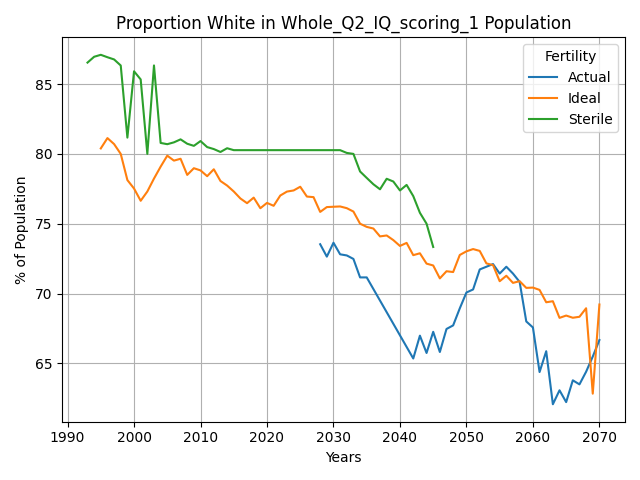 Proportion White in Whole_Q2_IQ_scoring_1 Population
Fertility
Actual
Ideal
Sterile
% of Population
85
80
75
70
65
1990 2000 2010 2020 2030 2040 2050 2060 2070
Years